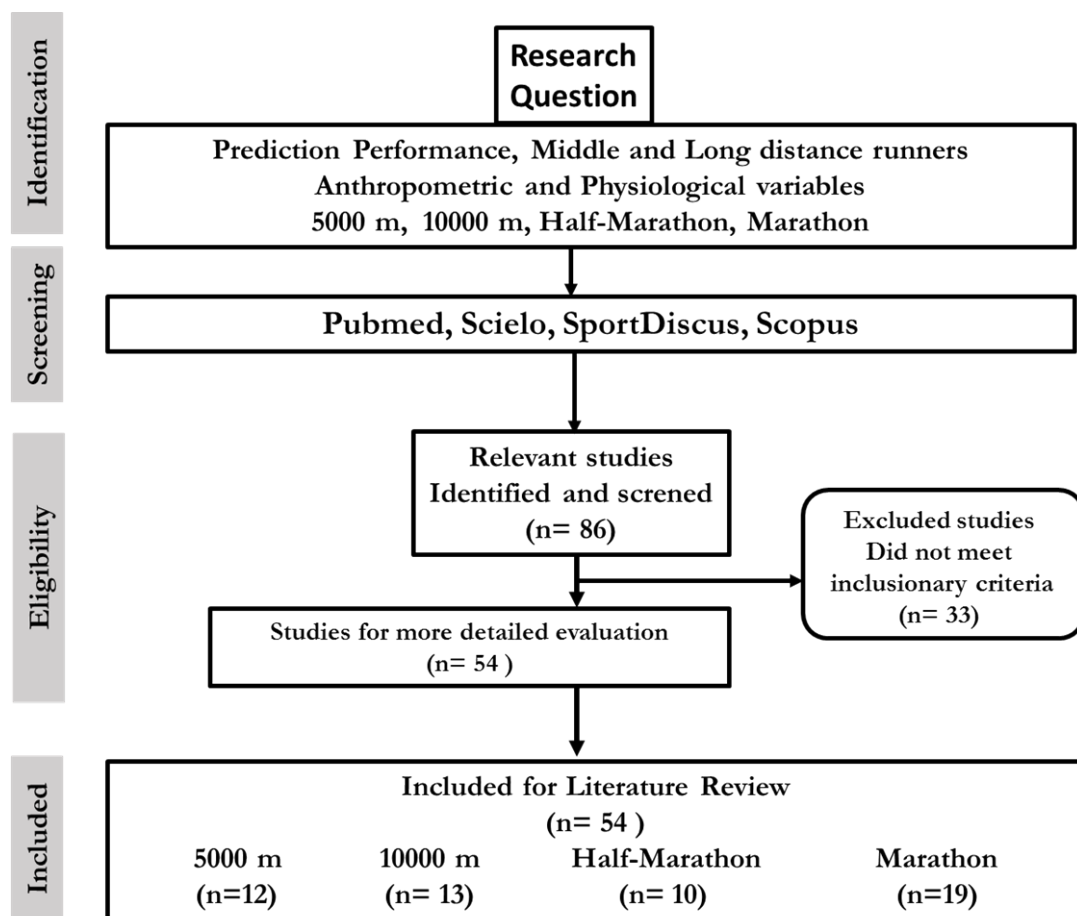 Identification
Research
Question
Prediction Performance, Middle and Long distance runners
Anthropometric and Physiological variables
5000 m, 10000 m, Half-Marathon, Marathon
Screening
Pubmed, Scielo, SportDiscus, Scopus
Eligibility
Relevant studies
Identified and screned
(n= 86)
Excluded studies
Did not meet
inclusionary criteria
(n= 33)
Studies for more detailed evaluation
(n= 54 )
Included
Included for Literature Review
(n= 54 )
5000 m 10000 m Half-Marathon Marathon
(n=12) (n= 13) (n= 10) (n=19)